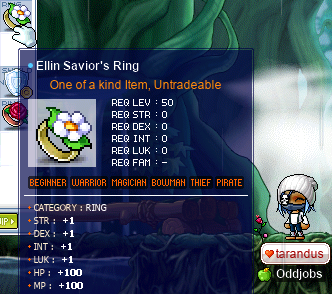 Ellin Savior's Ring
One of a kind Item, Untradeable
REQ LEV : 50
REQ STR : 0
REQ DEX : 0
REQ INT : 0
REQ LUK : 0
REQ FAM : -
BEGINNER WARRIOR MAGICIAN BOWMAN THIEF PIRATE
CATEGORY : RING
STR : +1
DEX : +1
INT : +1
LUK : +1
HP : +100
MP : +100
tarandus
Oddjobs